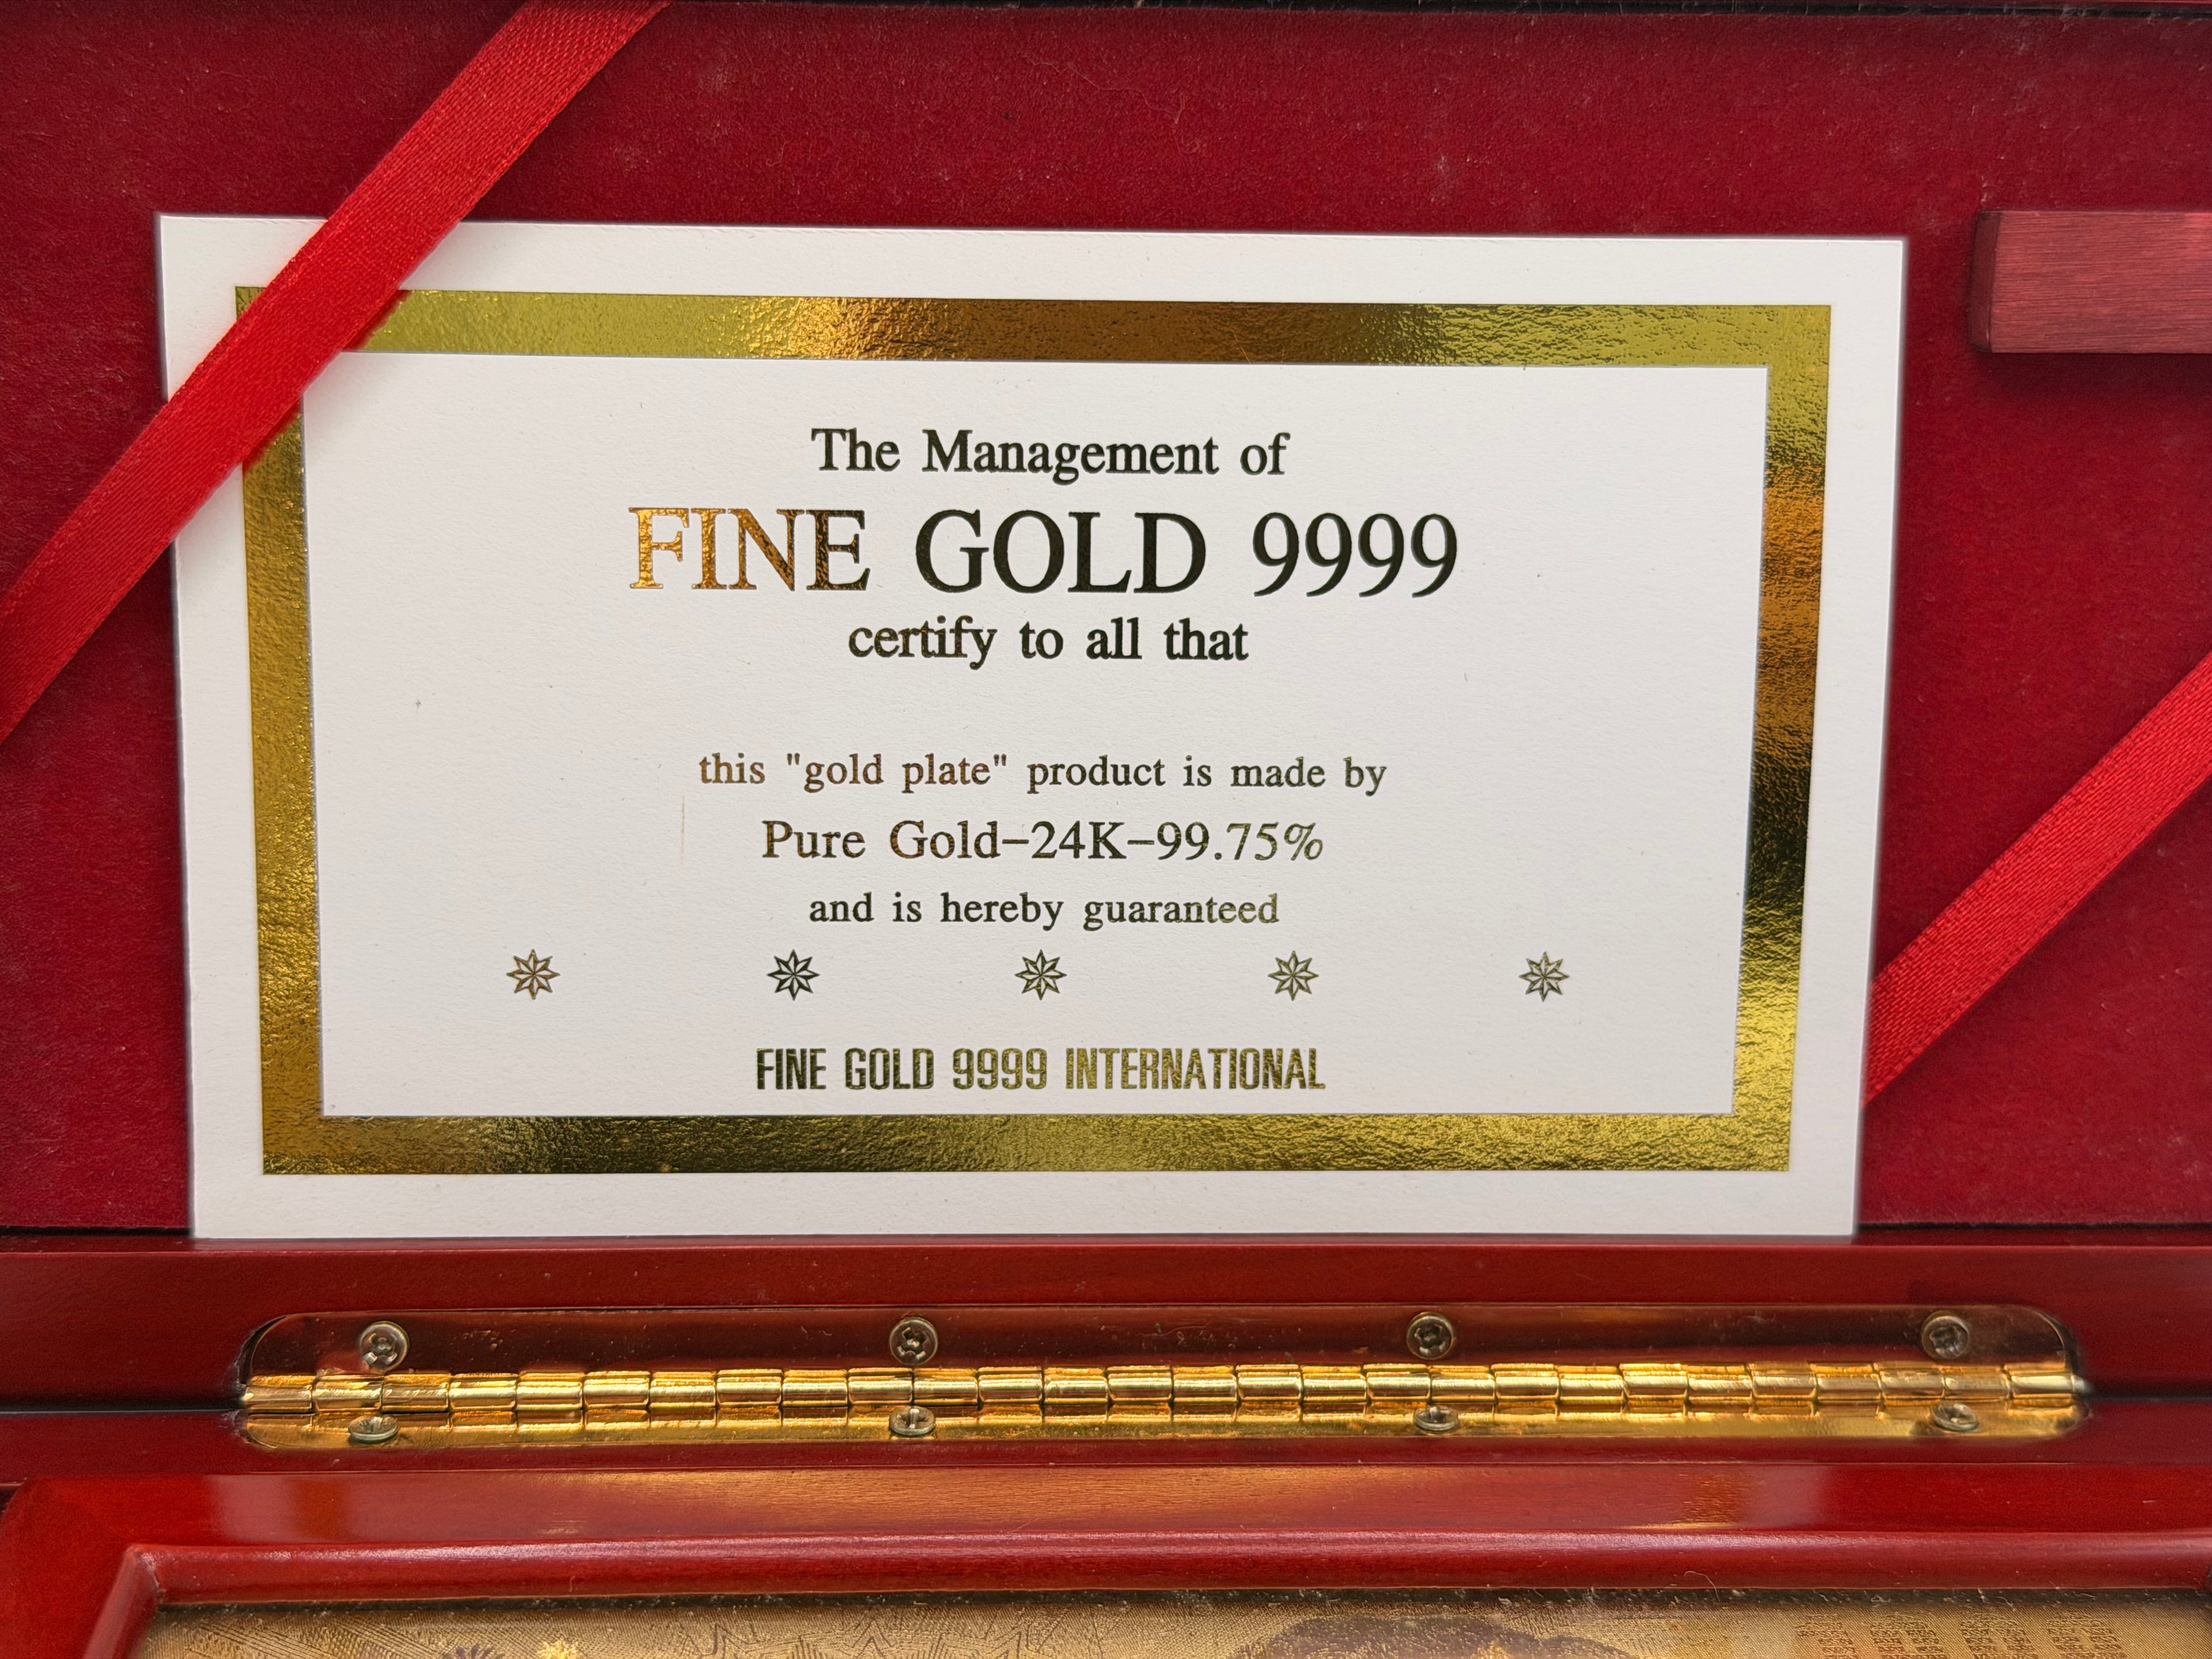 The Management of
FINE GOLD 9999
certify to all that
this "gold plate" product is made by
Pure Gold–24K–99.75%
and is hereby guaranteed
FINE GOLD 9999 INTERNATIONAL